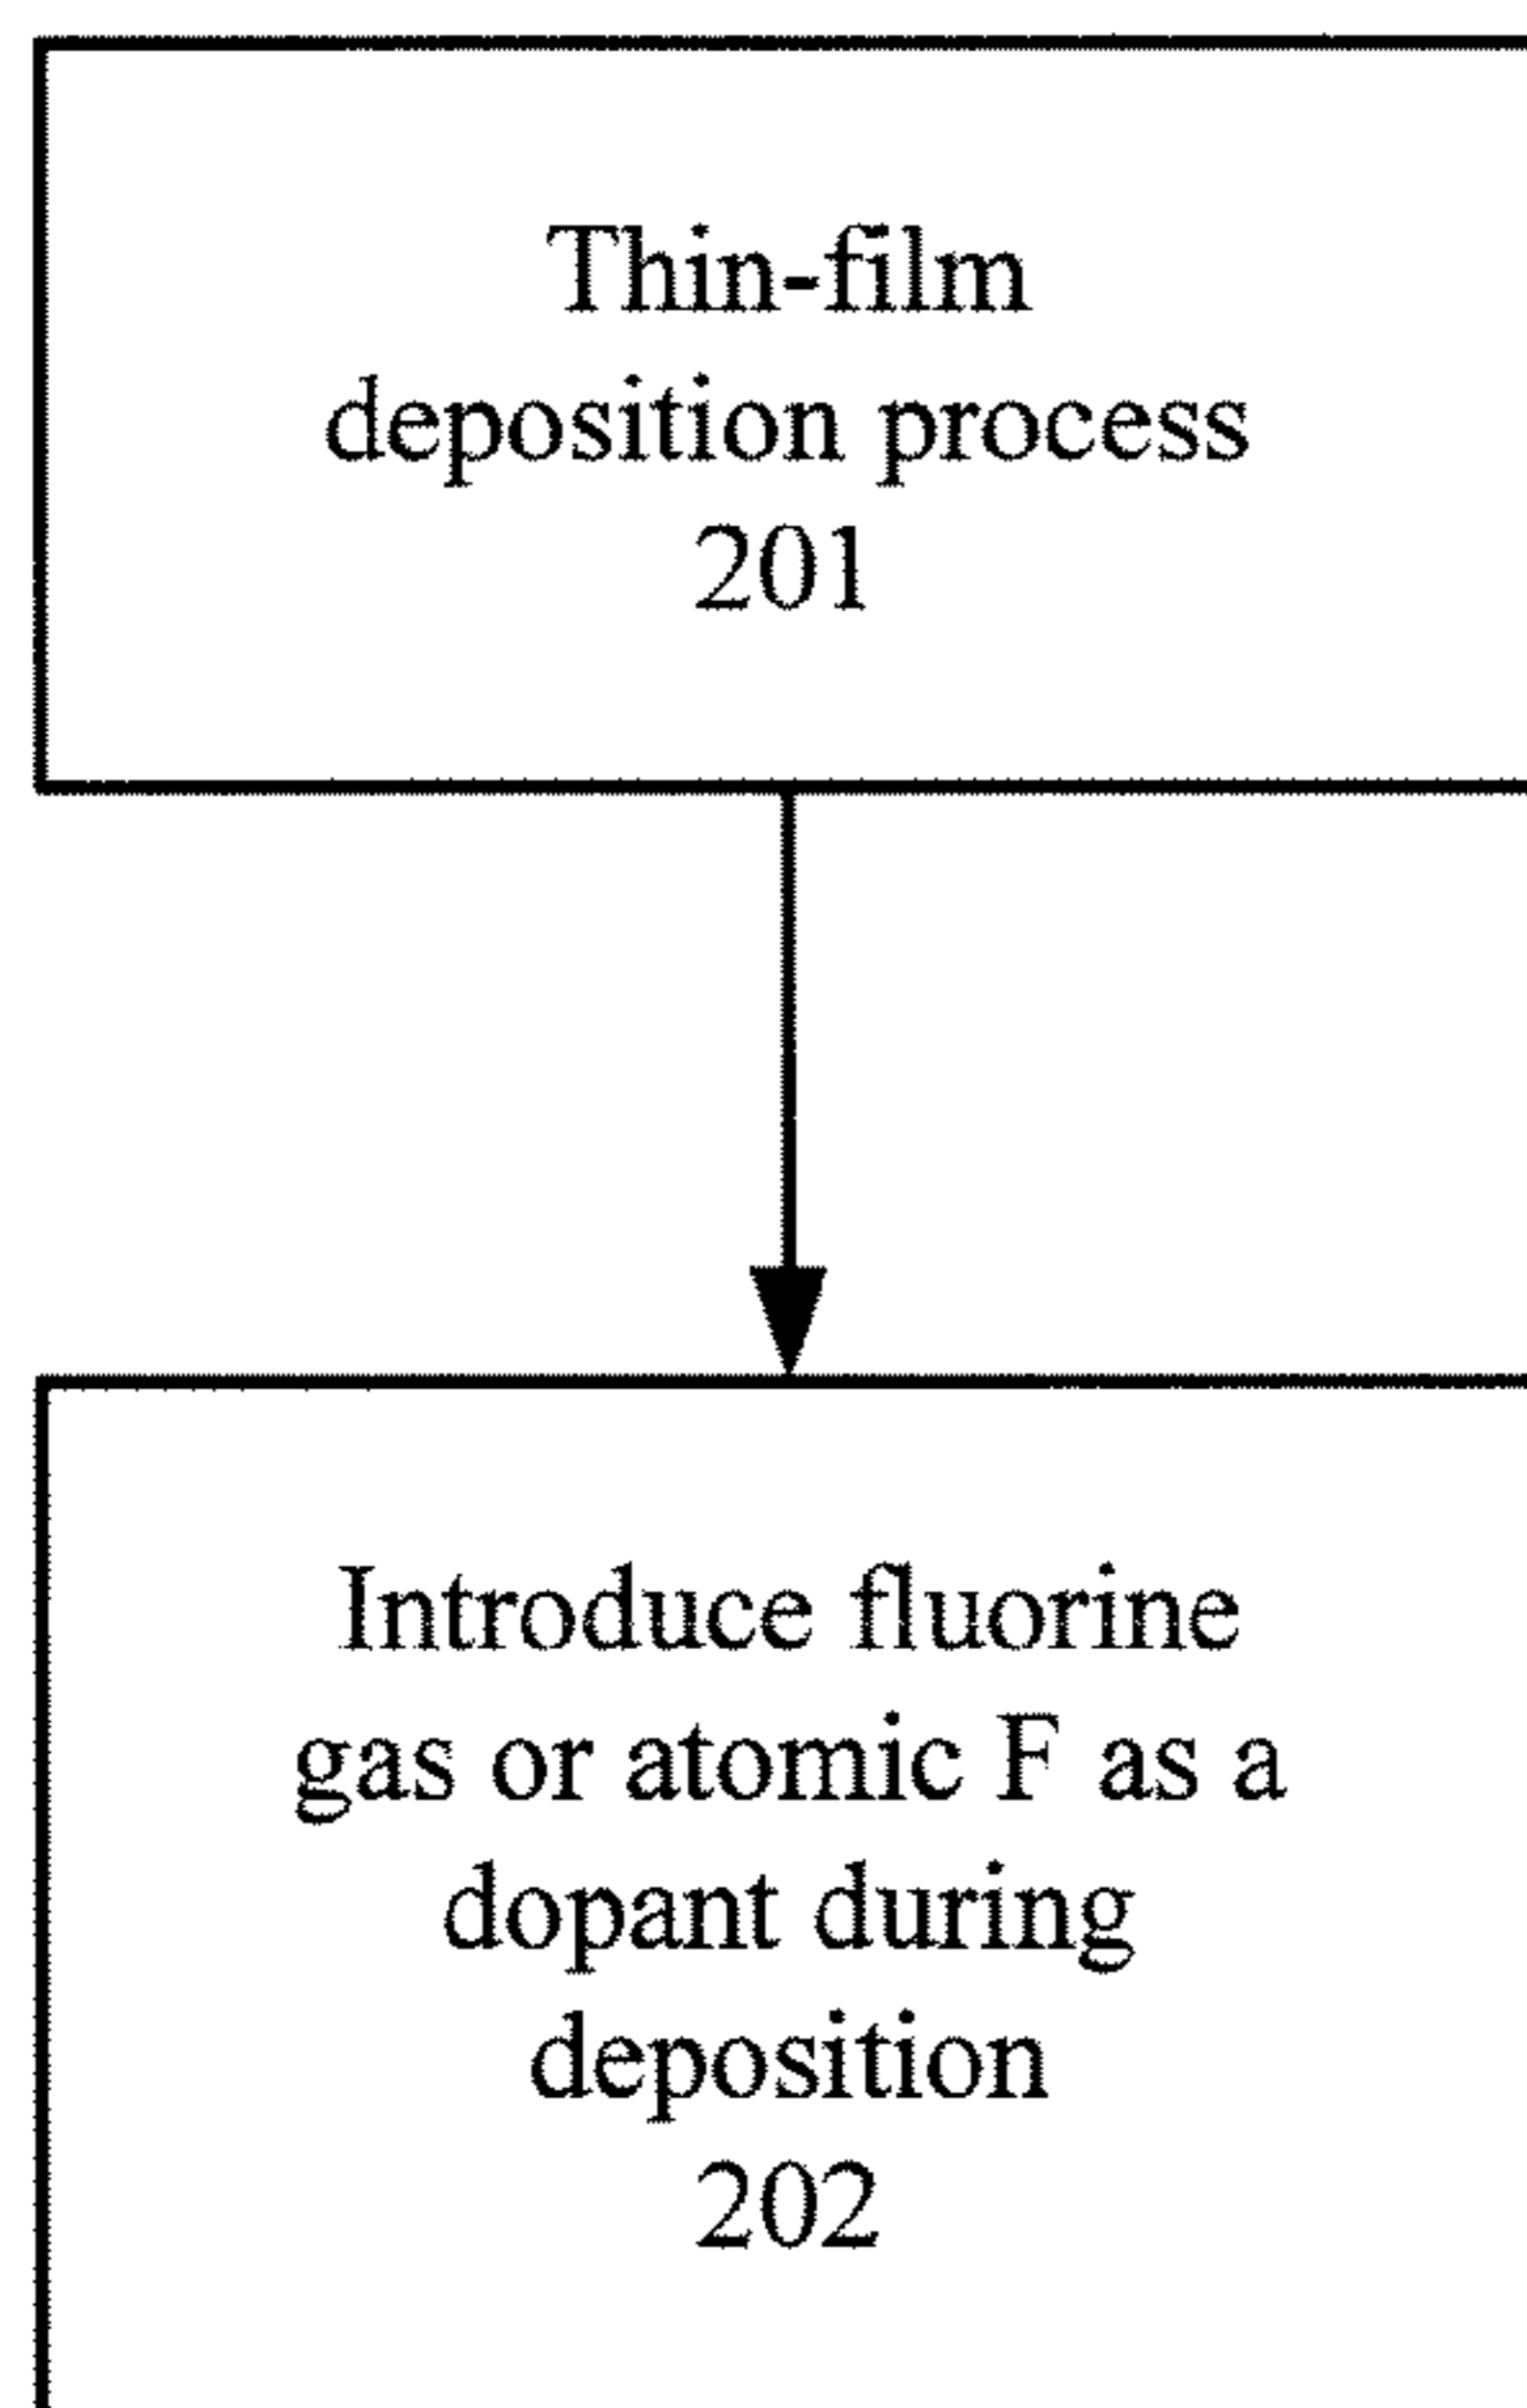 Thin-film
deposition process
201
Introduce fluorine
gas or atomic F as a
dopant during
deposition
202